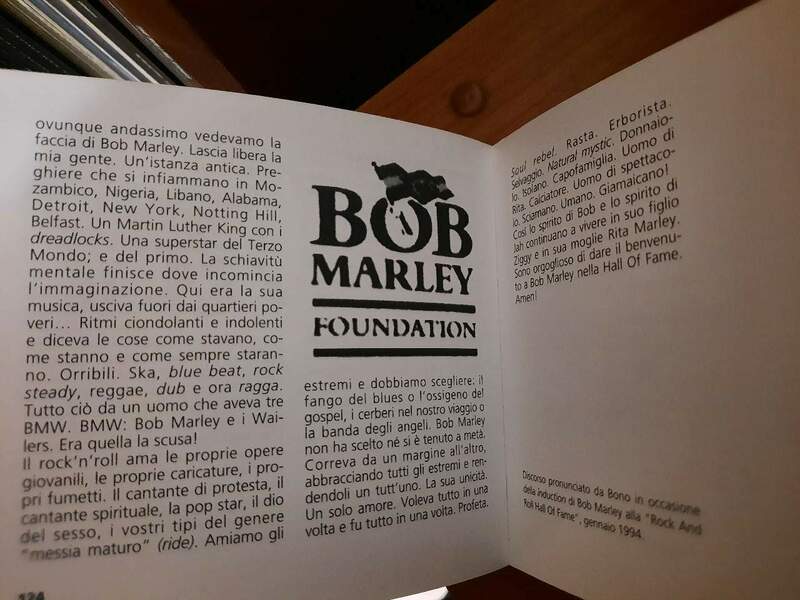 ovunque andassimo vedevamo la
faccia di Bob Marley. Lascia libera la
mia gente. Un'istanza antica. Pre-
ghiere che si infiammano in Mo-
zambico, Nigeria, Libano, Alabama,
Detroit, New York, Notting Hill,
Belfast. Un Martin Luther King con i
dreadlocks. Una superstar del Terzo
Mondo; e del primo. La schiavitù
mentale finisce dove incomincia
l'immaginazione. Qui era la sua
musica, usciva fuori dai quartieri po-
veri... Ritmi ciondolanti e indolenti
e diceva le cose come stavano, co-
me stanno e come sempre staran-
no. Orribili. Ska, blue beat, rock
steady, reggae, dub e ora ragga.
Tutto ciò da un uomo che aveva tre
BMW. BMW: Bob Marley e i Wai-
lers. Era quella la scusa!
Il rock'n'roll ama le proprie opere
giovanili, le proprie caricature, i pro-
pri fumetti. Il cantante di protesta, il
cantante spirituale, la pop star, il dio
del sesso, i vostri tipi del genere
"messia maturo" (ride). Amiamo gli
124
BOB
MARLEY
FOUNDATION
estremi e dobbiamo scegliere: il
fango del blues o l'ossigeno del
gospel, i cerberi nel nostro viaggio o
la banda degli angeli. Bob Marley
non ha scelto né si è tenuto a metà.
Correva da un margine all'altro,
abbracciando tutti gli estremi e ren-
dendoli un tutt'uno. La sua unicità.
Un solo amore. Voleva tutto in una
volta e fu tutto in una volta. Profeta.
Soul rebel. Rasta. Erborista.
Selvaggio. Natural mystic. Donnaio-
lo. Isolano. Capofamiglia. Uomo di
Rita. Calciatore. Uomo di spettaco-
lo. Sciamano. Umano. Giamaicano!
Così lo spirito di Bob e lo spirito di
Jah continuano a vivere in suo figlio
Ziggy e in sua moglie Rita Marley.
Sono orgoglioso di dare il benvenu-
to a Bob Marley nella Hall Of Fame.
Amen!
Discorso pronunciato da Bono in occasione
della induction di Bob Marley alla "Rock And
Roll Hall Of Fame", gennaio 1994.